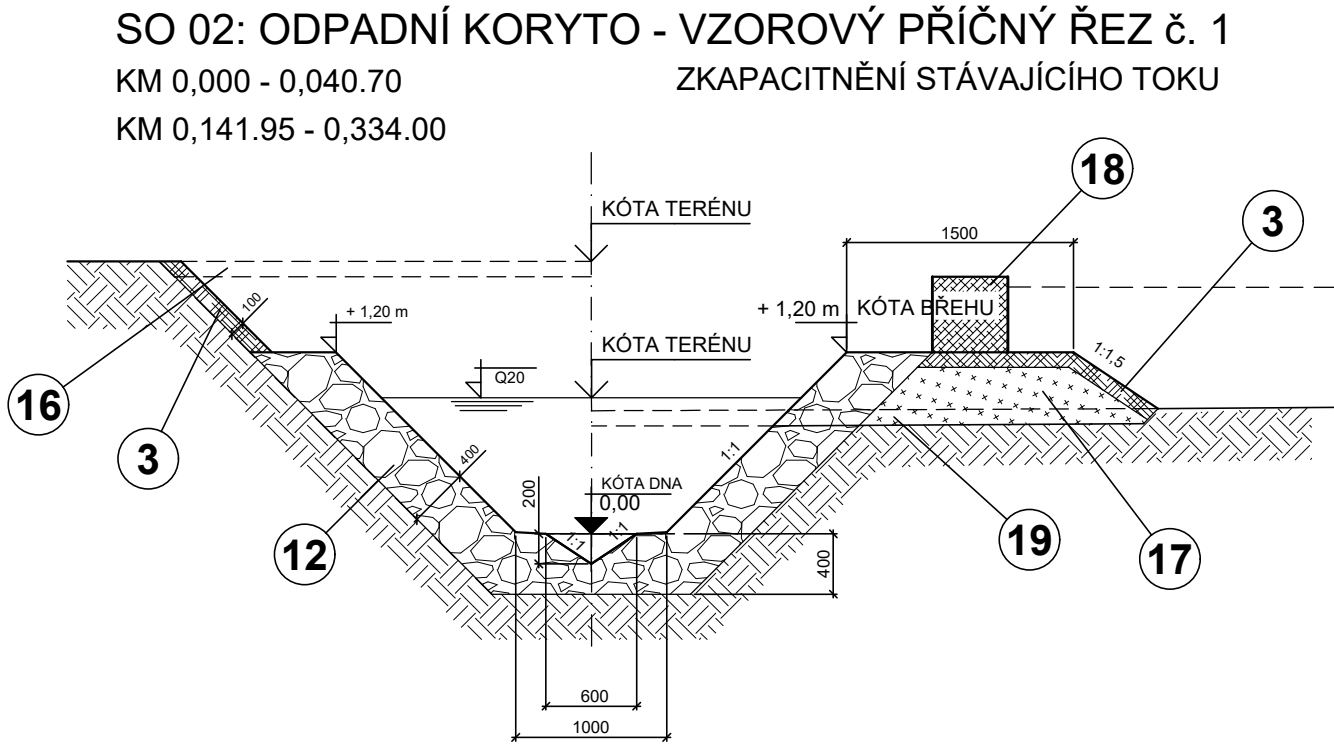 SO 02: ODPADNÍ KORYTO - VZOROVÝ PŘÍČNÝ ŘEZ č. 1
KM 0,000 - 0,040.70
ZKAPACITNĚNÍ STÁVAJÍCÍHO TOKU
KM 0,141.95 - 0,334.00
18
KÓTA TERÉNU
3
1500
100
+ 1,20 m
+ 1,20 m
KÓTA BŘEHU
KÓTA TERÉNU
1:1,5
Q20
16
3
1:1
400
KÓTA DNA
0,00
200
1:1
1:1
12
19
17
400
600
1000